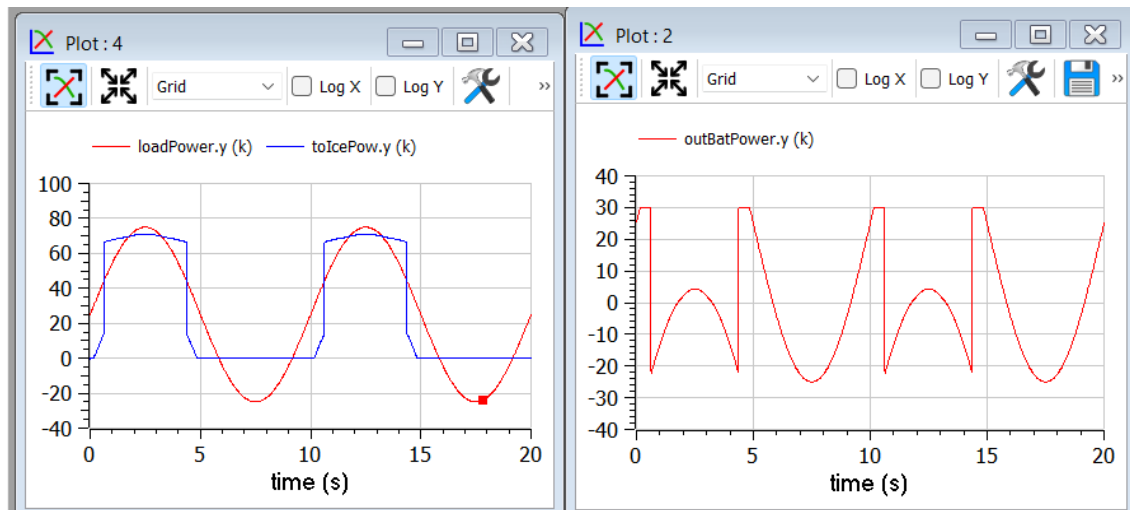 Plot : 4
Grid
Log X
Log Y
»
loadPower.y (k)
toIcePow.y (k)
100
80
60
40
20
0
-20
-40
0
5
10
15
20
time (s)
Plot : 2
Grid
Log X
Log Y
»
outBatPower.y (k)
40
30
20
10
0
-10
-20
-30
-40
0
5
10
15
20
time (s)